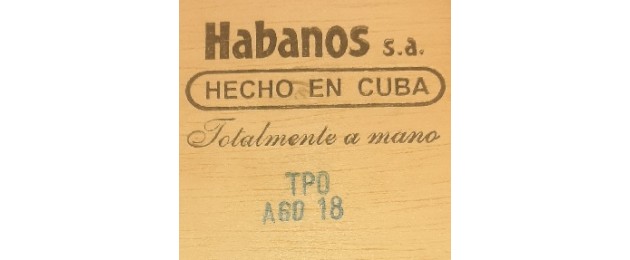 Habanos s.a.
HECHO EN CUBA
Totalmente a mano
TPO
AGO 18